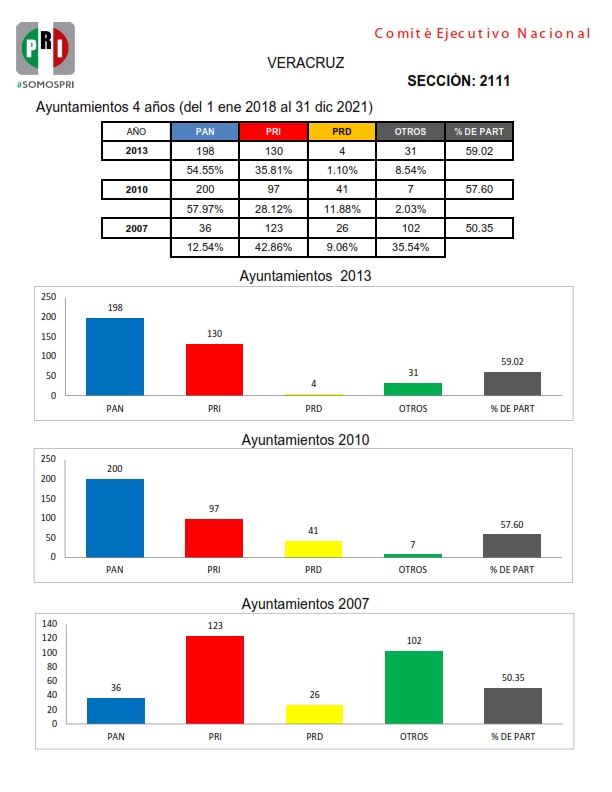 Comité Ejecutivo Nacional
PRI
#SOMOSPRI
VERACRUZ
SECCIÓN: 2111
Ayuntamientos 4 años (del 1 ene 2018 al 31 dic 2021)
AÑO PAN PRI PRD OTROS % DE PART
2013 198 130 4 31 59.02
54.55% 35.81% 1.10% 8.54%
2010 200 97 41 7 57.60
57.97% 28.12% 11.88% 2.03%
2007 36 123 26 102 50.35
12.54% 42.86% 9.06% 35.54%
Ayuntamientos 2013
250
200
150
100
50
0
198
130
4
31
59.02
PAN PRI PRD OTROS % DE PART
Ayuntamientos 2010
250
200
150
100
50
0
200
97
41
7
57.60
PAN PRI PRD OTROS % DE PART
Ayuntamientos 2007
140
120
100
80
60
40
20
0
36
123
26
102
50.35
PAN PRI PRD OTROS % DE PART